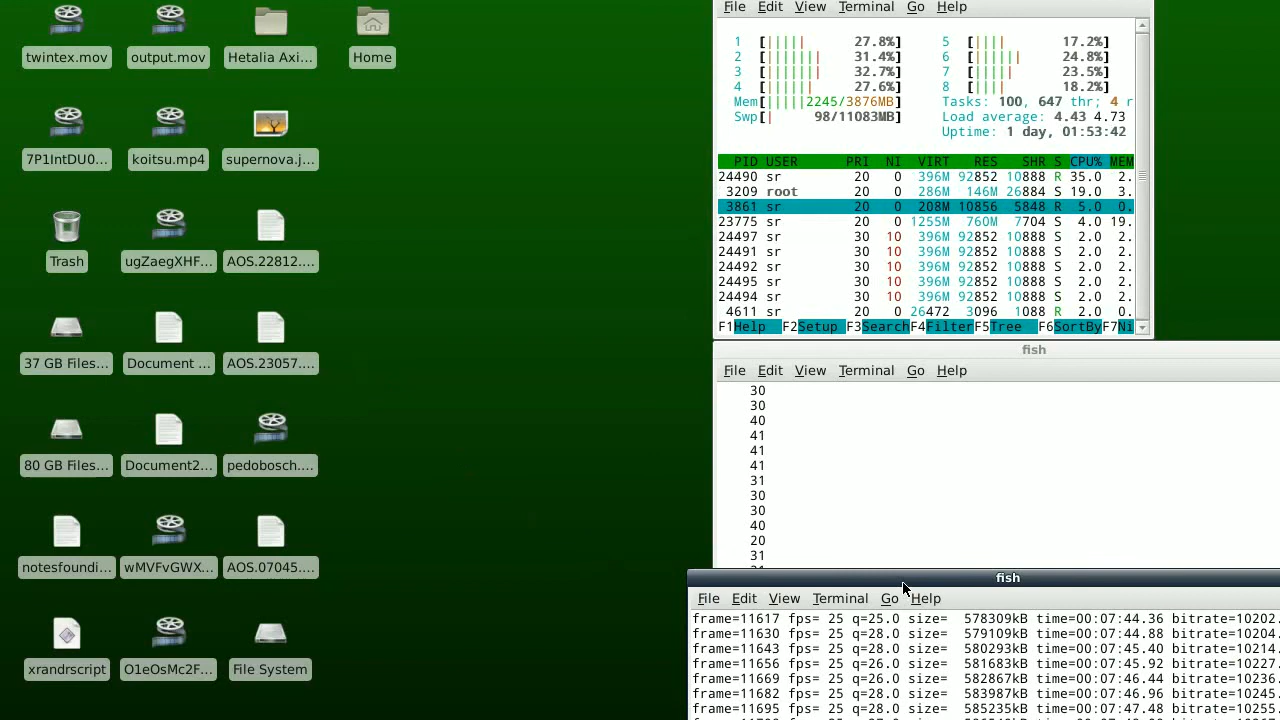 twintex.mov
output.mov
Hetalia Axi...
Home
7P1IntDU0...
koitsu.mp4
supernova.j...
Trash
ugZaegXHF...
AOS.22812....
37 GB Files...
Document ...
AOS.23057....
80 GB Files...
Document2...
pedobosch....
notesfoundi...
wMVFvGWX...
AOS.07045....
xrandrscript
O1eOsMc2F...
File System
File Edit View Terminal Go Help
1 [||||| 27.8%] 5 [|||| 17.2%]
2 [||||||| 31.4%] 6 [|||||| 24.8%]
3 [||||||| 32.7%] 7 [||||| 23.5%]
4 [|||||| 27.6%] 8 [|||| 18.2%]
Mem[|||||2245/3876MB] Tasks: 100, 647 thr; 4 r
Swp[| 98/11083MB] Load average: 4.43 4.73
Uptime: 1 day, 01:53:42
PID USER PRI NI VIRT RES SHR S CPU% MEM
24490 sr 20 0 396M 92852 10888 R 35.0 2.
3209 root 20 0 286M 146M 26884 S 19.0 3.
3861 sr 20 0 208M 10856 5848 R 5.0 0.
23775 sr 20 0 1255M 760M 7704 S 4.0 19.
24497 sr 30 10 396M 92852 10888 S 2.0 2.
24491 sr 30 10 396M 92852 10888 S 2.0 2.
24492 sr 30 10 396M 92852 10888 S 2.0 2.
24495 sr 30 10 396M 92852 10888 S 2.0 2.
24494 sr 30 10 396M 92852 10888 S 2.0 2.
4611 sr 20 0 26472 3096 1088 R 2.0 0.
F1Help F2Setup F3SearchF4FilterF5Tree F6SortByF7Ni
fish
File Edit View Terminal Go Help
30
30
40
41
41
41
31
30
30
40
20
31
fish
File Edit View Terminal Go Help
frame=11617 fps= 25 q=25.0 size= 578309kB time=00:07:44.36 bitrate=10202.
frame=11630 fps= 25 q=28.0 size= 579109kB time=00:07:44.88 bitrate=10204.
frame=11643 fps= 25 q=28.0 size= 580293kB time=00:07:45.40 bitrate=10214.
frame=11656 fps= 25 q=26.0 size= 581683kB time=00:07:45.92 bitrate=10227.
frame=11669 fps= 25 q=26.0 size= 582867kB time=00:07:46.44 bitrate=10236.
frame=11682 fps= 25 q=28.0 size= 583987kB time=00:07:46.96 bitrate=10245.
frame=11695 fps= 25 q=28.0 size= 585235kB time=00:07:47.48 bitrate=10255.